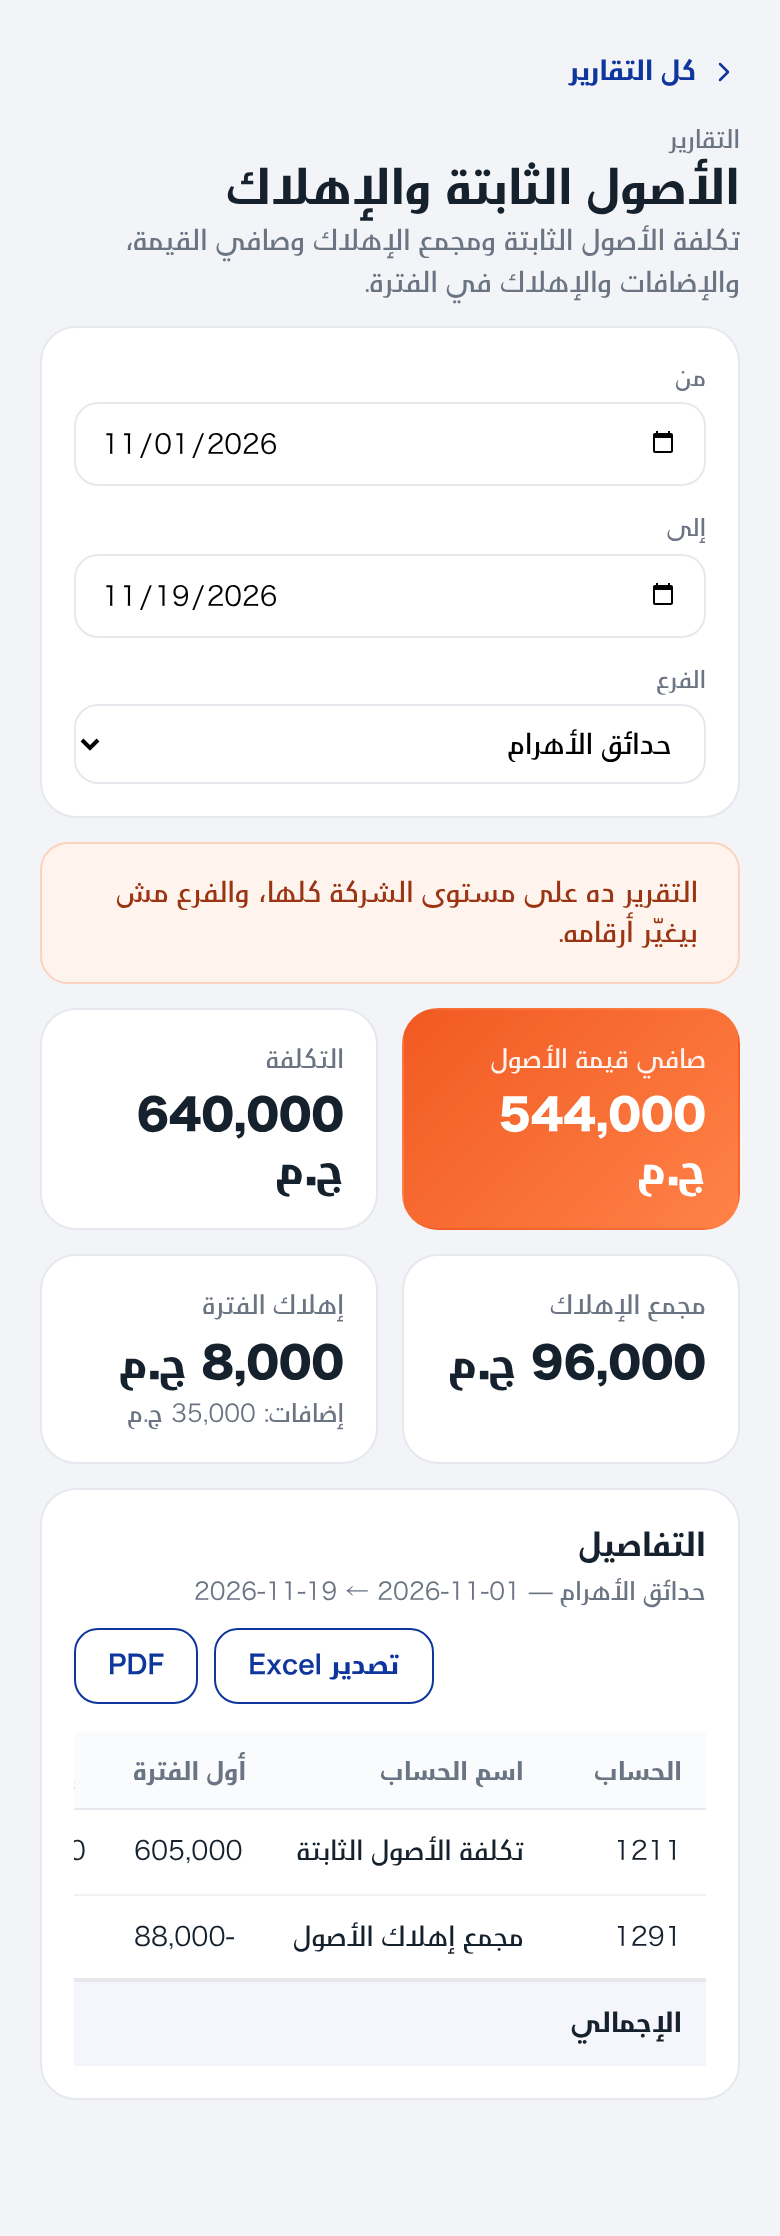 كل التقارير
التقارير
الأصول الثابتة والإهلاك
تكلفة الأصول الثابتة ومجمع الإهلاك وصافي القيمة،
والإضافات والإهلاك في الفترة.
من
11/01/2026
إلى
11/19/2026
الفرع
حدائق الأهرام
التقرير ده على مستوى الشركة كلها، والفرع مش
بيغيّر أرقامه.
صافي قيمة الأصول
544,000
ج.م
التكلفة
640,000
ج.م
مجمع الإهلاك
96,000 ج.م
إهلاك الفترة
8,000 ج.م
إضافات: 35,000 ج.م
التفاصيل
حدائق الأهرام — 2026-11-01 ← 2026-11-19
تصدير Excel
PDF
الحساب اسم الحساب أول الفترة
1211 تكلفة الأصول الثابتة 605,000
1291 مجمع إهلاك الأصول 88,000-
الإجمالي